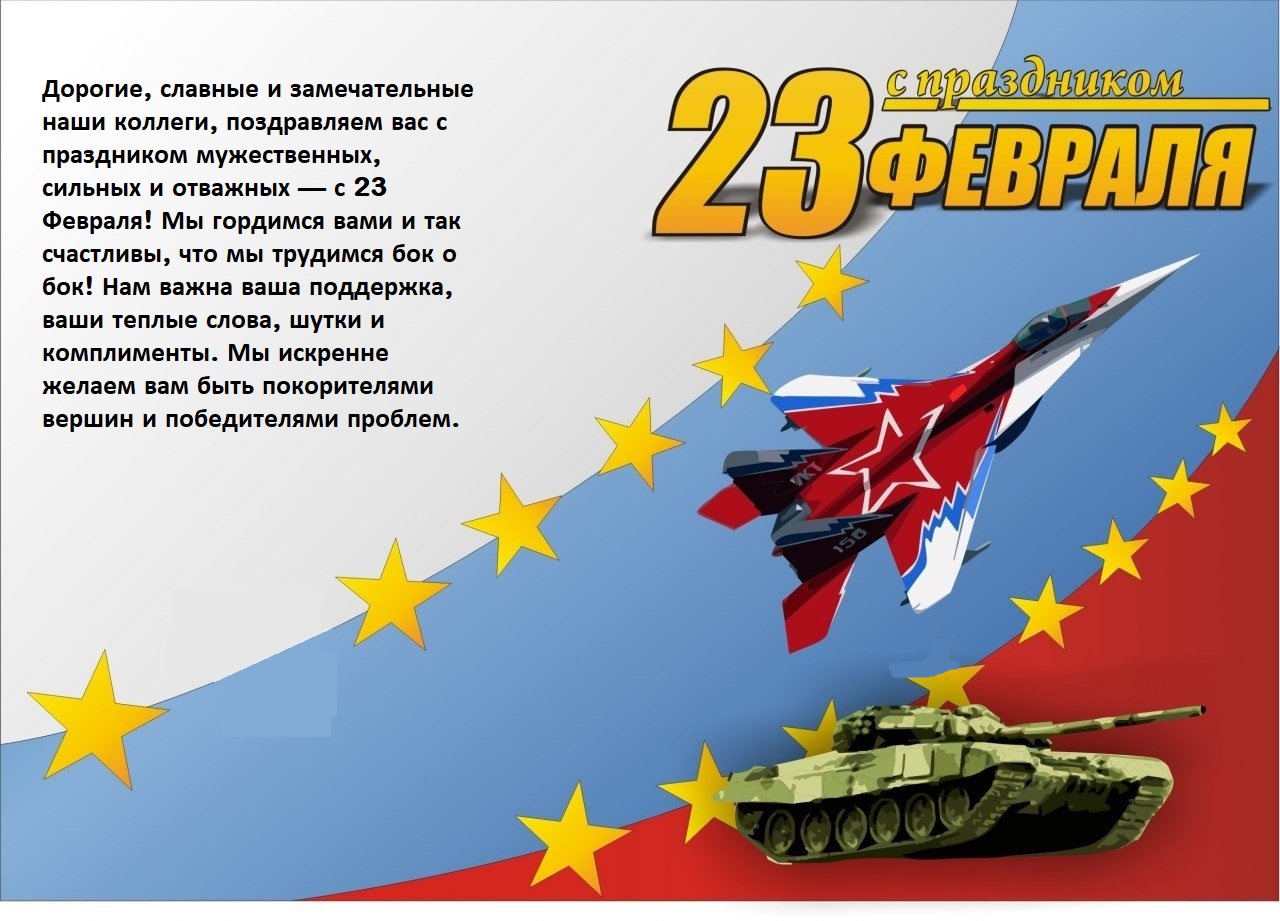 Дорогие, славные и замечательные
наши коллеги, поздравляем вас с
праздником мужественных,
сильных и отважных — с 23
Февраля! Мы гордимся вами и так
счастливы, что мы трудимся бок о
бок! Нам важна ваша поддержка,
ваши теплые слова, шутки и
комплименты. Мы искренне
желаем вам быть покорителями
вершин и победителями проблем.
с праздником
23 ФЕВРАЛЯ
156